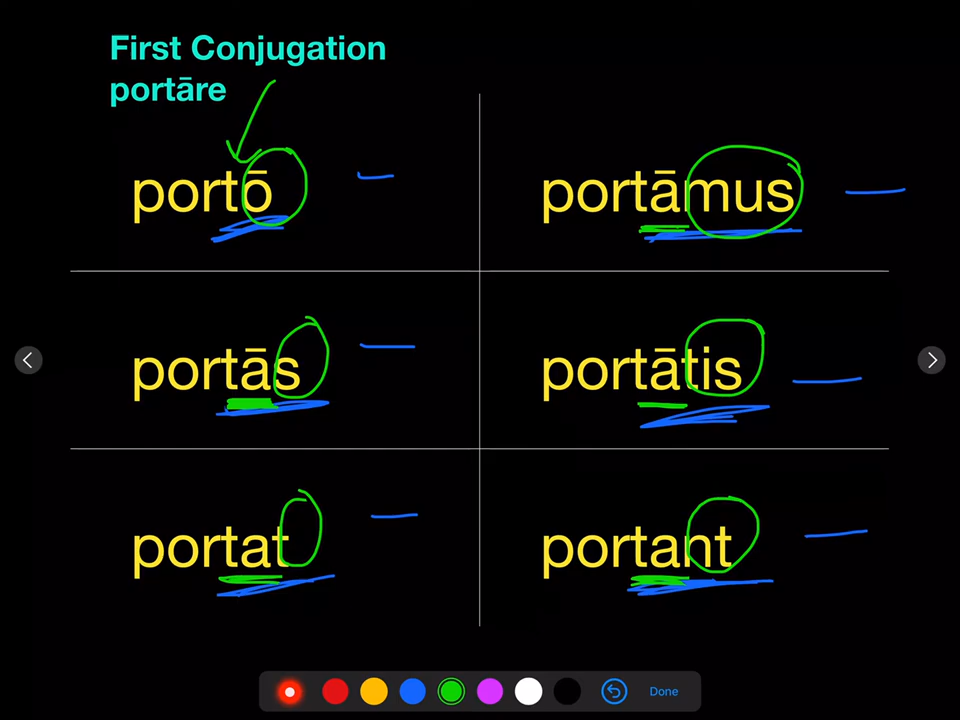 First Conjugation
portāre
portō
portāmus
portās
portātis
portat
portant
Done